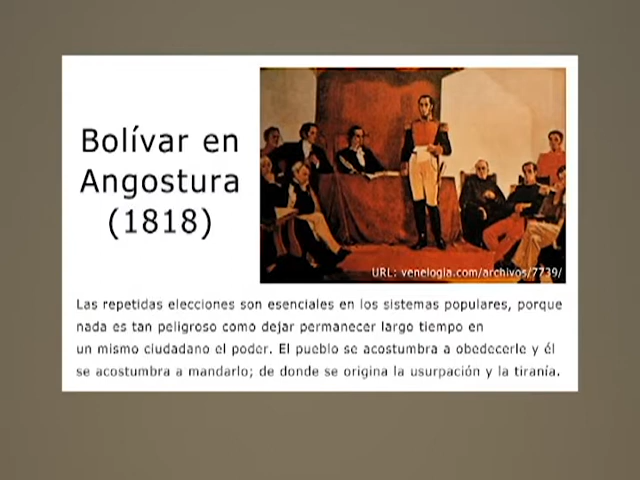 Bolívar en
Angostura
(1818)
URL: venelogia.com/archivos/7739/
Las repetidas elecciones son esenciales en los sistemas populares, porque
nada es tan peligroso como dejar permanecer largo tiempo en
un mismo ciudadano el poder. El pueblo se acostumbra a obedecerle y él
se acostumbra a mandarlo; de donde se origina la usurpación y la tiranía.